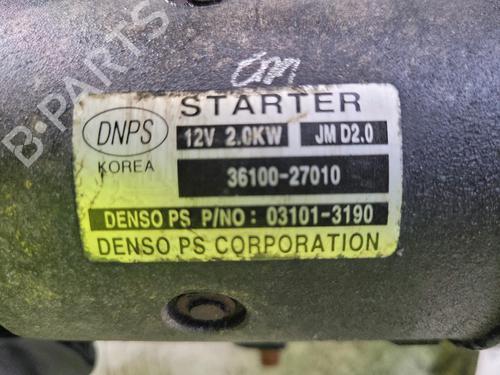 STARTER
DNPS
12V 2.0KW
JM D2.0
KOREA
36100-27010
DENSO PS P/NO : 03101-3190
DENSO PS CORPORATION
B-PARTS